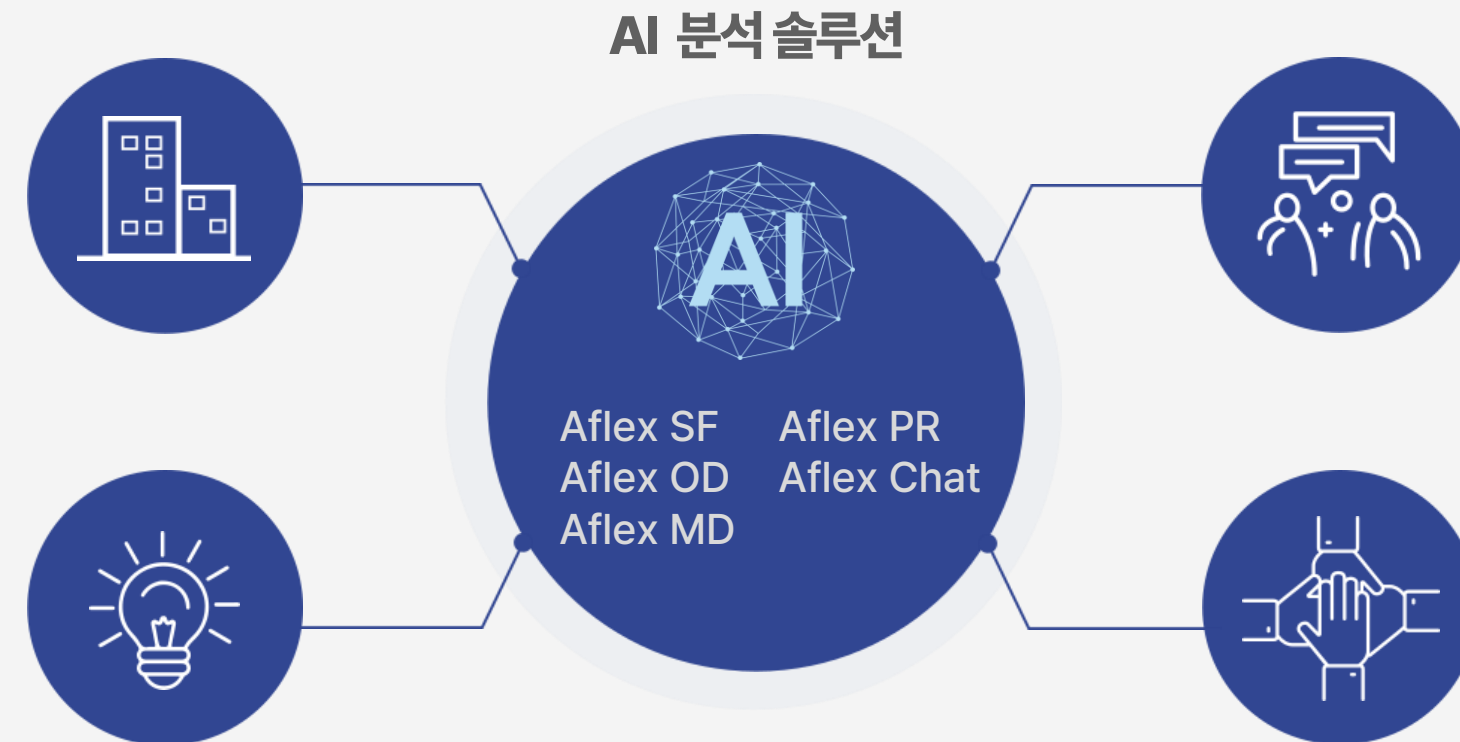 AI 분석 솔루션
AI
Aflex SF
Aflex OD
Aflex MD
Aflex PR
Aflex Chat